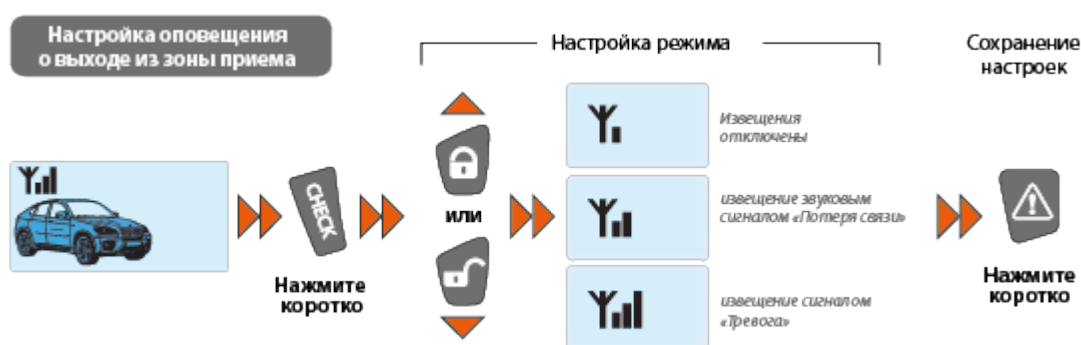 Настройка оповещения
о выходе из зоны приема
Настройка режима
Сохранение
настроек
CHECK
Нажмите
коротко
или
Извещения
отключены
извещение звуковым
сигналом «Потеря связи»
извещение сигналом
«Тревога»
Нажмите
коротко